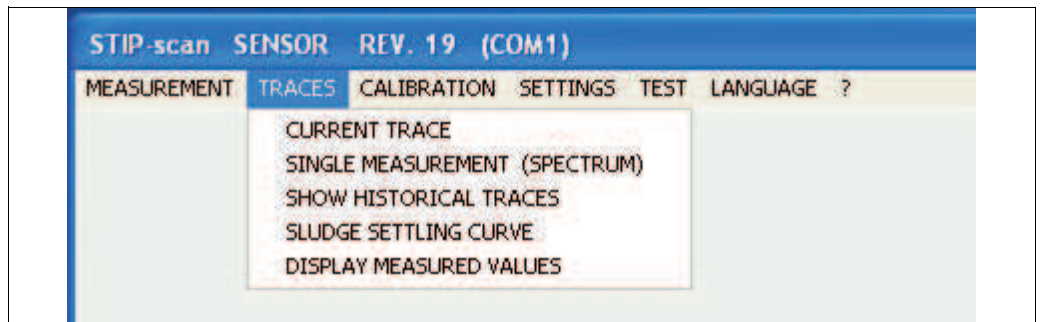 STIP-scan SENSOR REV. 19 (COM1)
MEASUREMENT TRACES CALIBRATION SETTINGS TEST LANGUAGE ?
CURRENT TRACE
SINGLE MEASUREMENT (SPECTRUM)
SHOW HISTORICAL TRACES
SLUDGE SETTLING CURVE
DISPLAY MEASURED VALUES